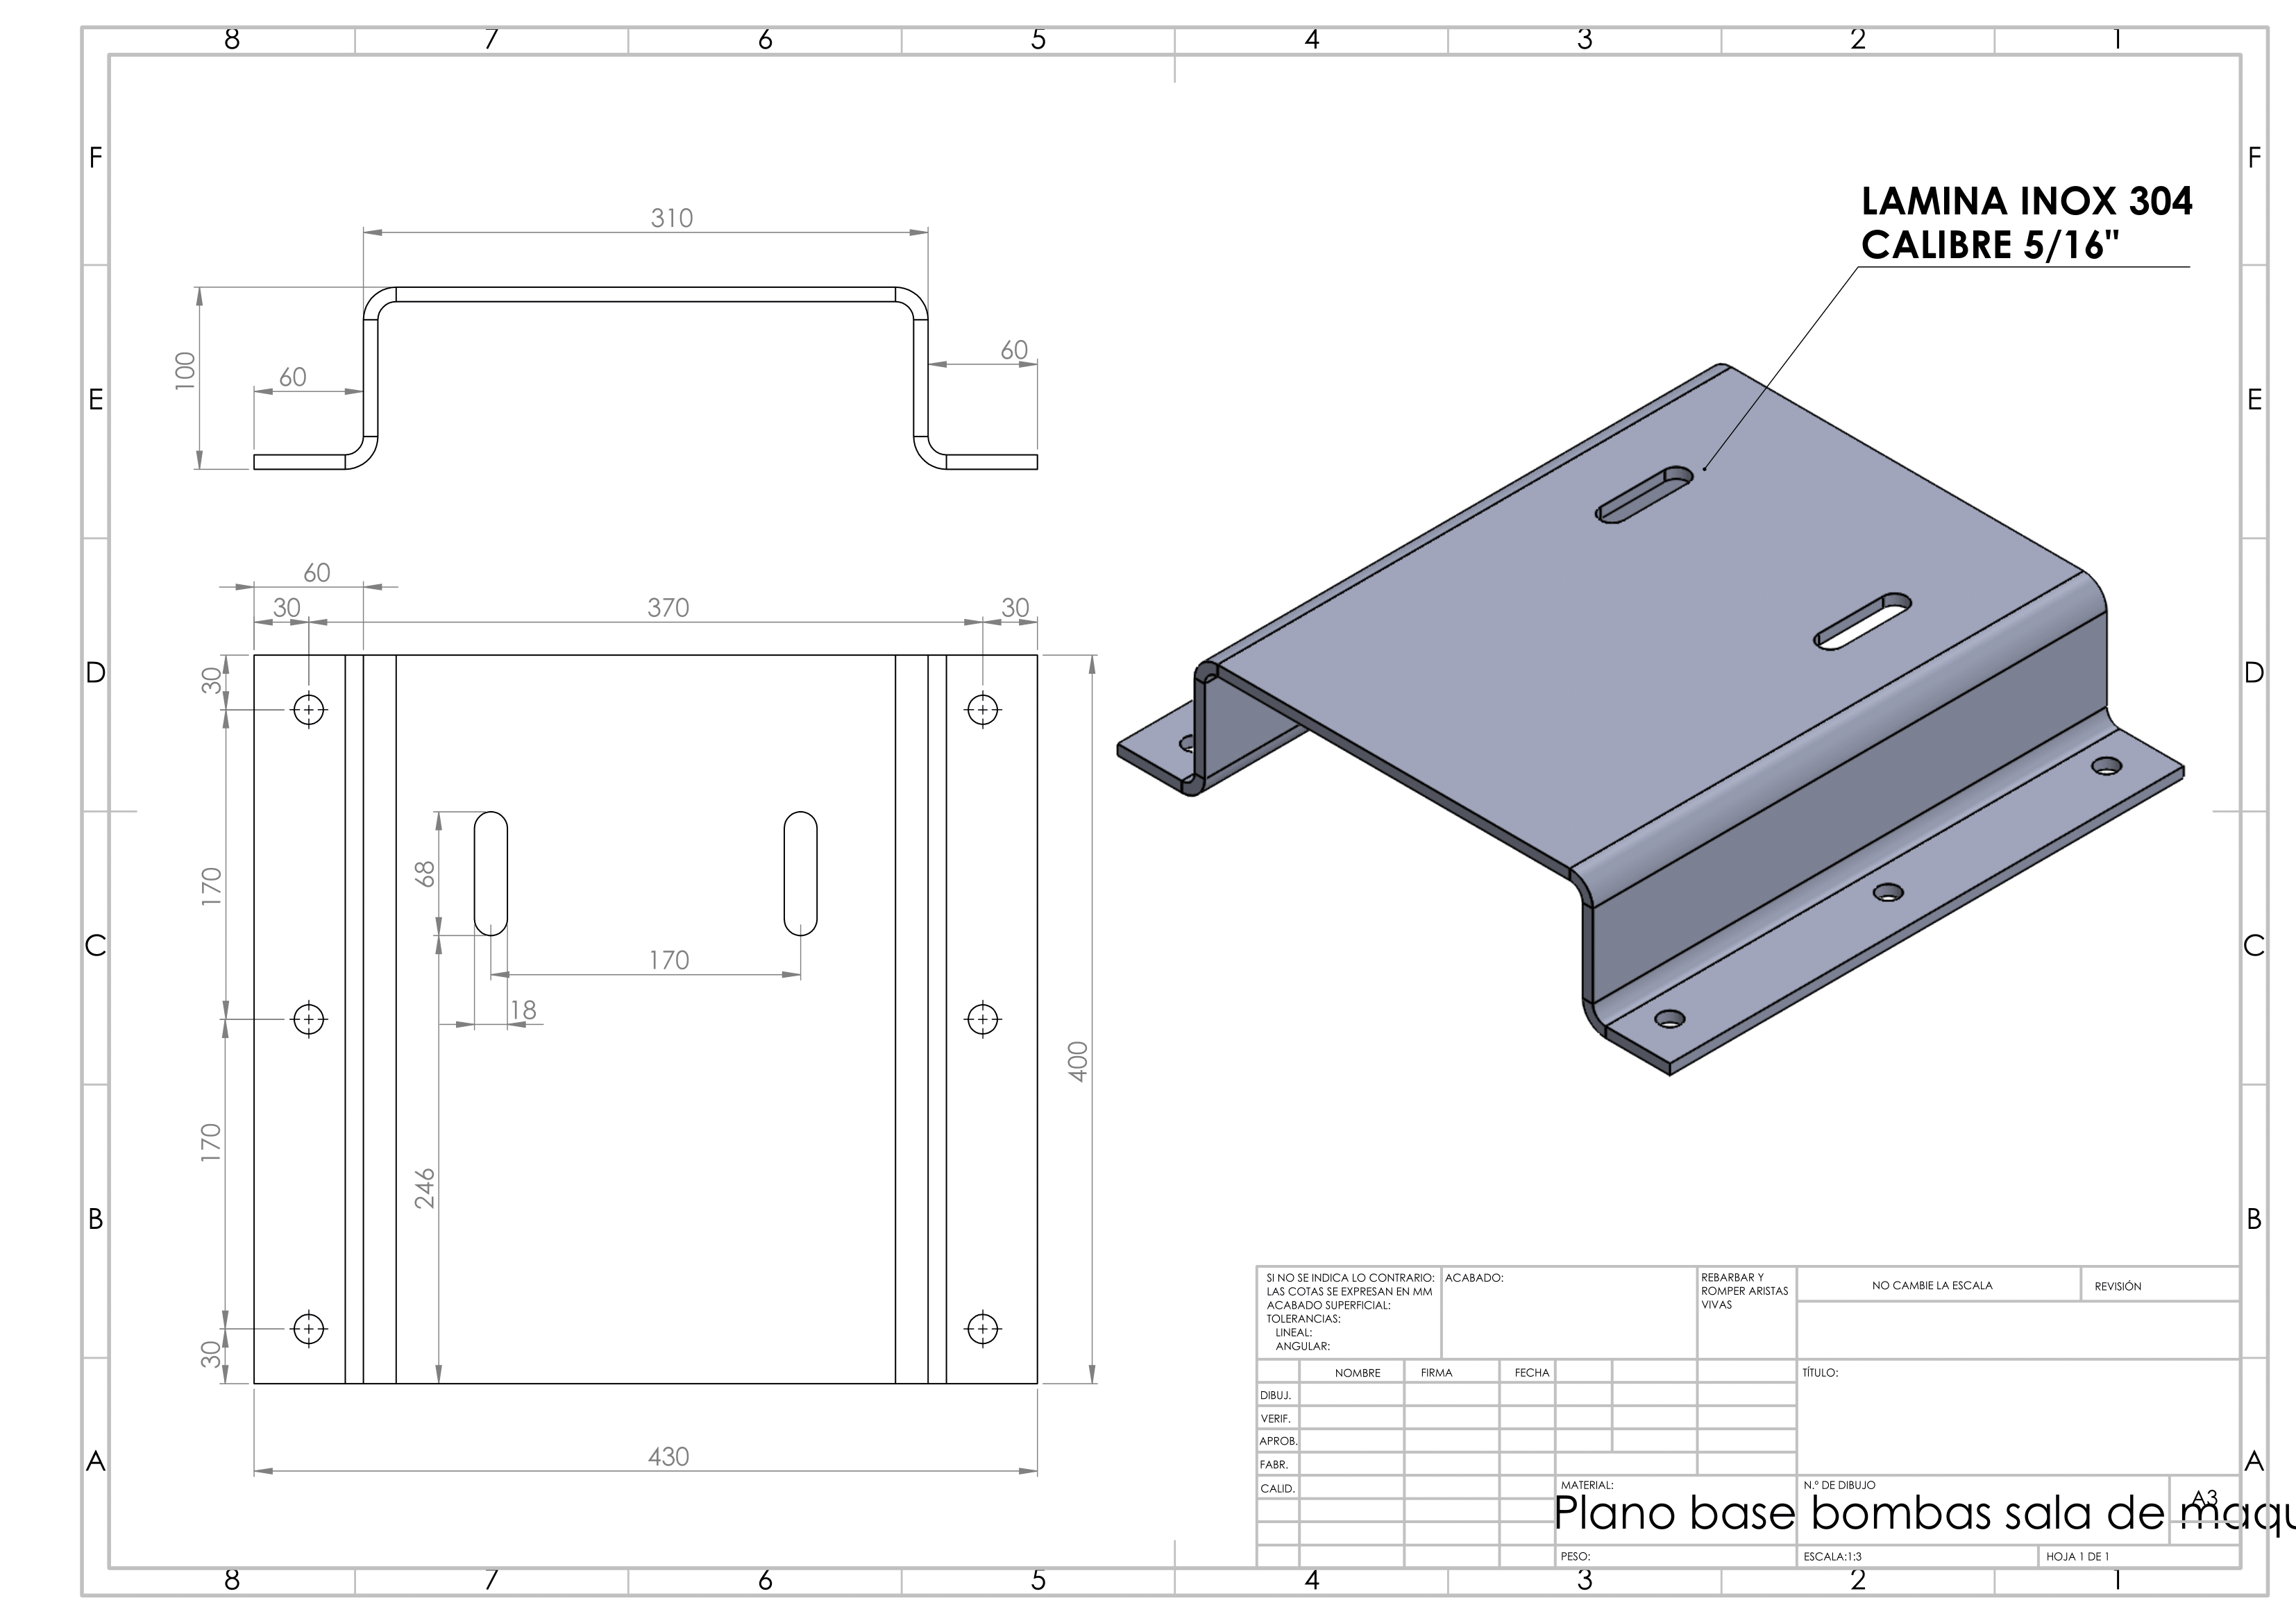 8 7 6 5 4 3 2 1
F F
LAMINA INOX 304
CALIBRE 5/16"
310
100
60
60
E E
60
30 370 30
30
D D
170
68
170
18
C C
400
170
246
30
B B
430
A A
SI NO SE INDICA LO CONTRARIO:
LAS COTAS SE EXPRESAN EN MM
ACABADO SUPERFICIAL:
TOLERANCIAS:
LINEAL:
ANGULAR:
ACABADO:
REBARBAR Y
ROMPER ARISTAS
VIVAS
NO CAMBIE LA ESCALA
REVISIÓN
NOMBRE FIRMA FECHA
DIBUJ.
VERIF.
APROB.
FABR.
CALID.
TÍTULO:
MATERIAL:
N.º DE DIBUJO
A3
Plano base bombas sala de maqu
PESO:
ESCALA:1:3
HOJA 1 DE 1
8 7 6 5 4 3 2 1